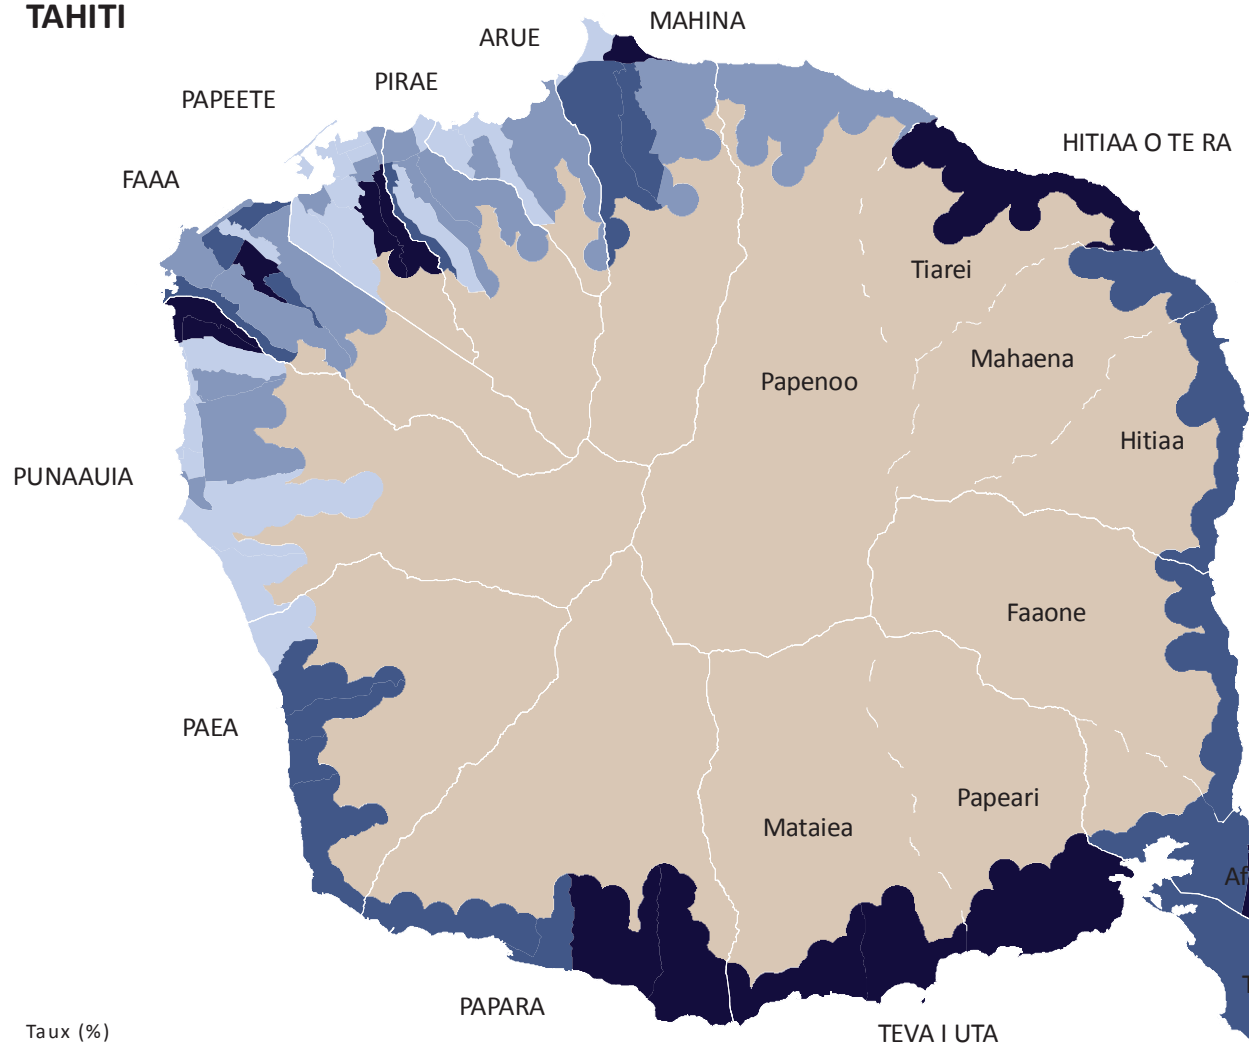 TAHITI
MAHINA
ARUE
PIRAE
PAPEETE
HITIAA O TE RA
FAAA
Tiarei
Mahaena
Papenoo
Hitiaa
PUNAAUIA
Faaone
PAEA
Papeari
Mataiea
Af
T
PAPARA
Taux (%)
TEVA I UTA